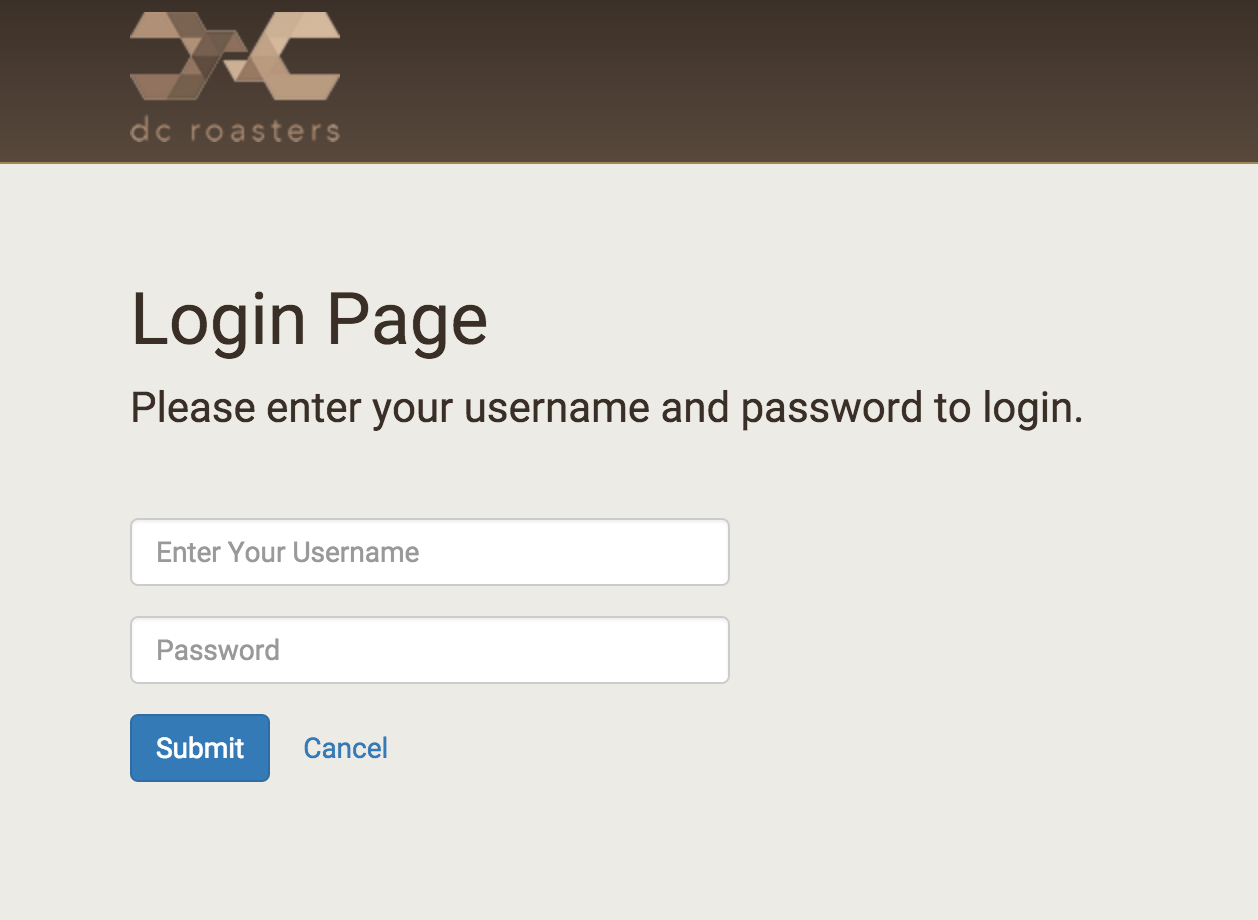 dc roasters
Login Page
Please enter your username and password to login.
Enter Your Username
Password
Submit Cancel